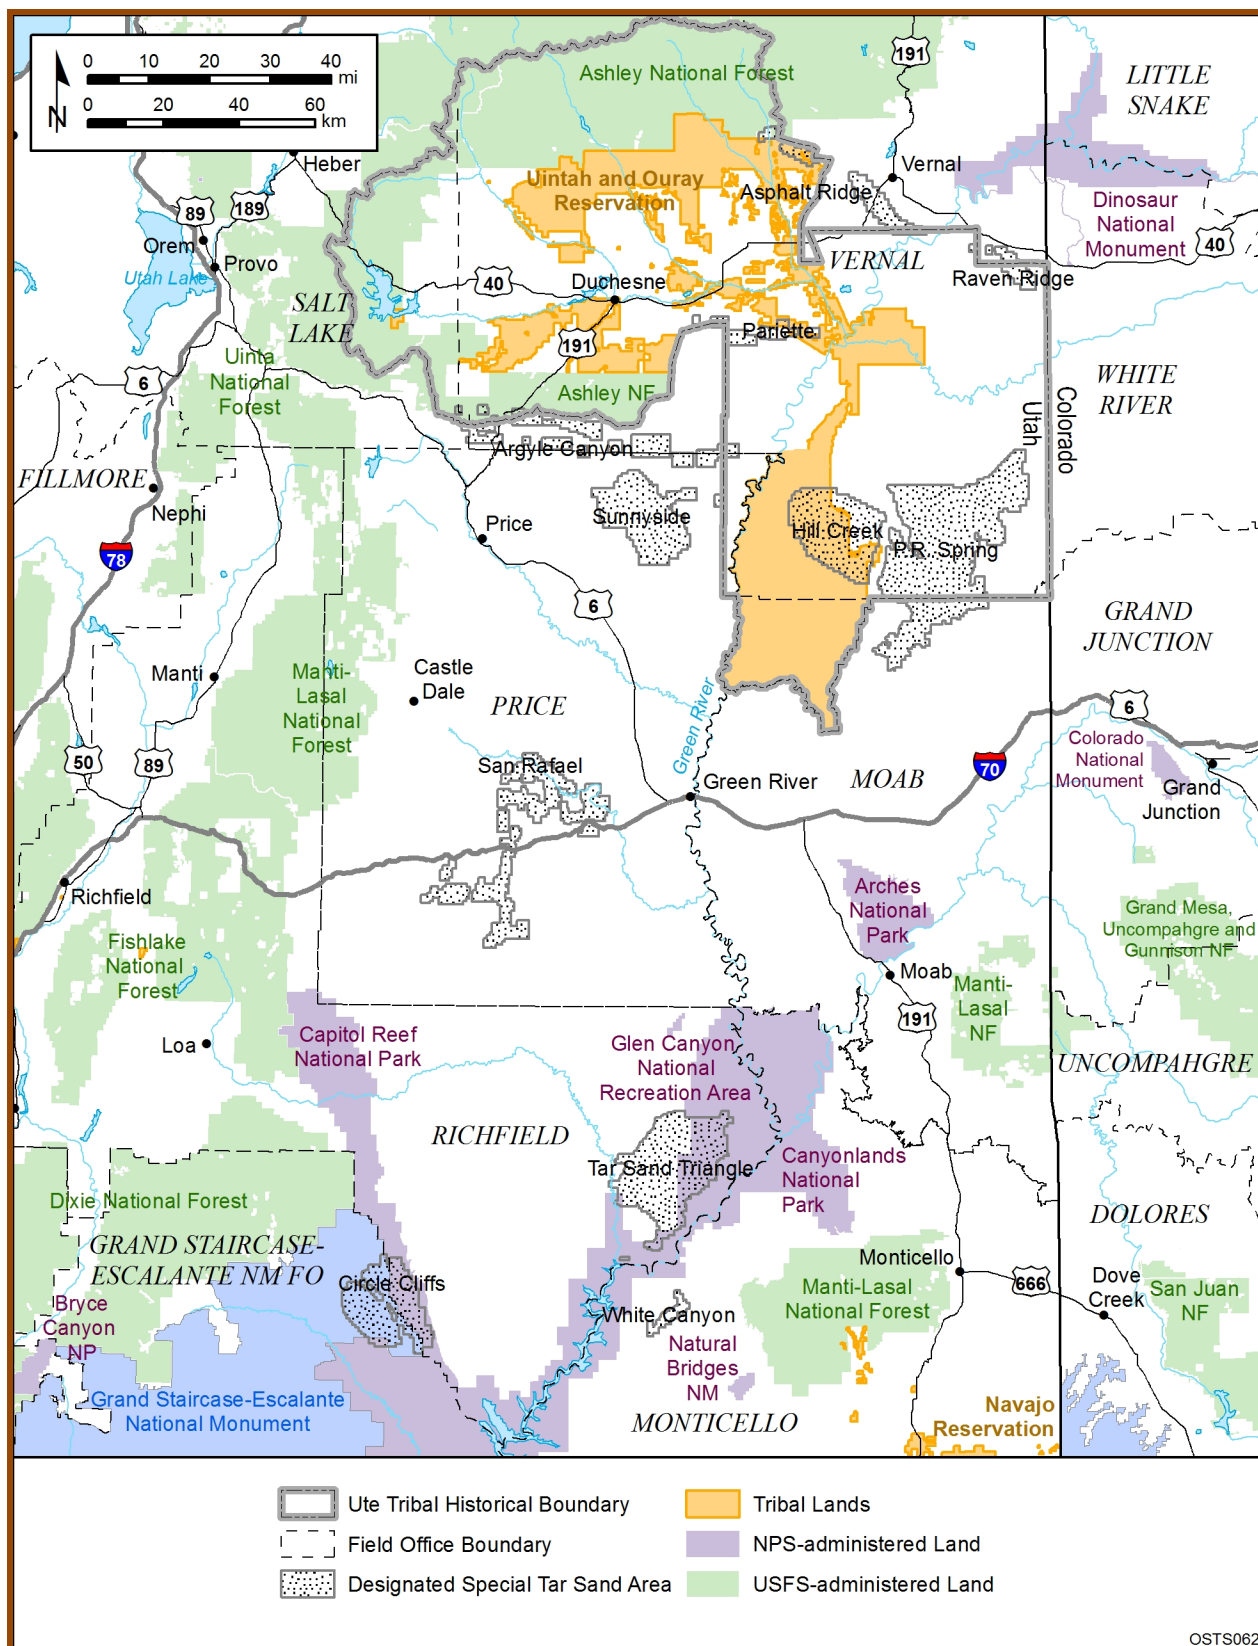 0 10 20 30 40
mi
0 20 40 60
km
N
191
Ashley National Forest
LITTLE
SNAKE
Heber
Vernal
Uintah and Ouray
Reservation
Asphalt Ridge
89
189
Dinosaur
National
Monument
40
Orem
Provo
Utah Lake
VERNAL
Raven Ridge
40
Duchesne
SALT
LAKE
191
Pariette
Uinta
National
Forest
6
Ashley NF
WHITE
RIVER
Colorado
Utah
Argyle Canyon
FILLMORE
Nephi
Sunnyside
Price
Hill Creek
P.R. Spring
78
6
GRAND
JUNCTION
Manti
Manti-
Lasal
National
Forest
Castle
Dale
PRICE
Green River
6
50
89
San Rafael
Green River
MOAB
70
Colorado
National
Monument
Grand
Junction
Richfield
Arches
National
Park
Grand Mesa,
Uncompahgre and
Gunnison NF
Fishlake
National
Forest
Moab
Manti-
Lasal
NF
191
Loa
Capitol Reef
National Park
Glen Canyon
National
Recreation Area
UNCOMPAHGRE
RICHFIELD
Tar Sand Triangle
Canyonlands
National
Park
Dixie National Forest
DOLORES
GRAND STAIRCASE-
ESCALANTE NM FO
Circle Cliffs
Monticello
666
Dove
Creek
San Juan
NF
Manti-Lasal
National Forest
Bryce
Canyon
NP
White Canyon
Natural
Bridges
NM
Grand Staircase-Escalante
National Monument
MONTICELLO
Navajo
Reservation
Ute Tribal Historical Boundary
Tribal Lands
Field Office Boundary
NPS-administered Land
Designated Special Tar Sand Area
USFS-administered Land
OSTS062